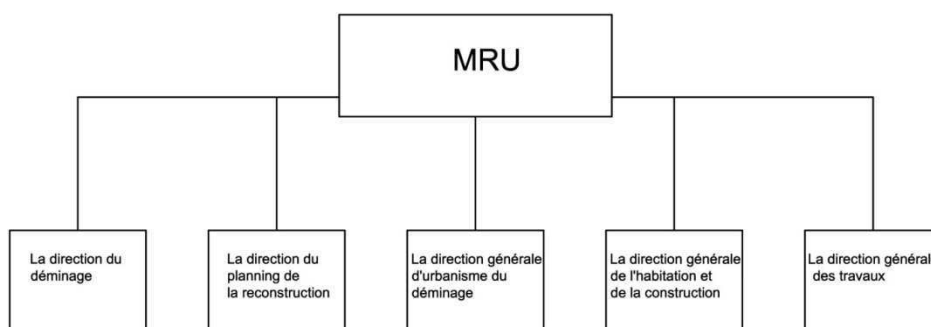 MRU
La direction du
déminage
La direction du
planning de
la reconstruction
La direction générale
d'urbanisme du
déminage
La direction générale
de l'habitation et
de la construction
La direction général
des travaux